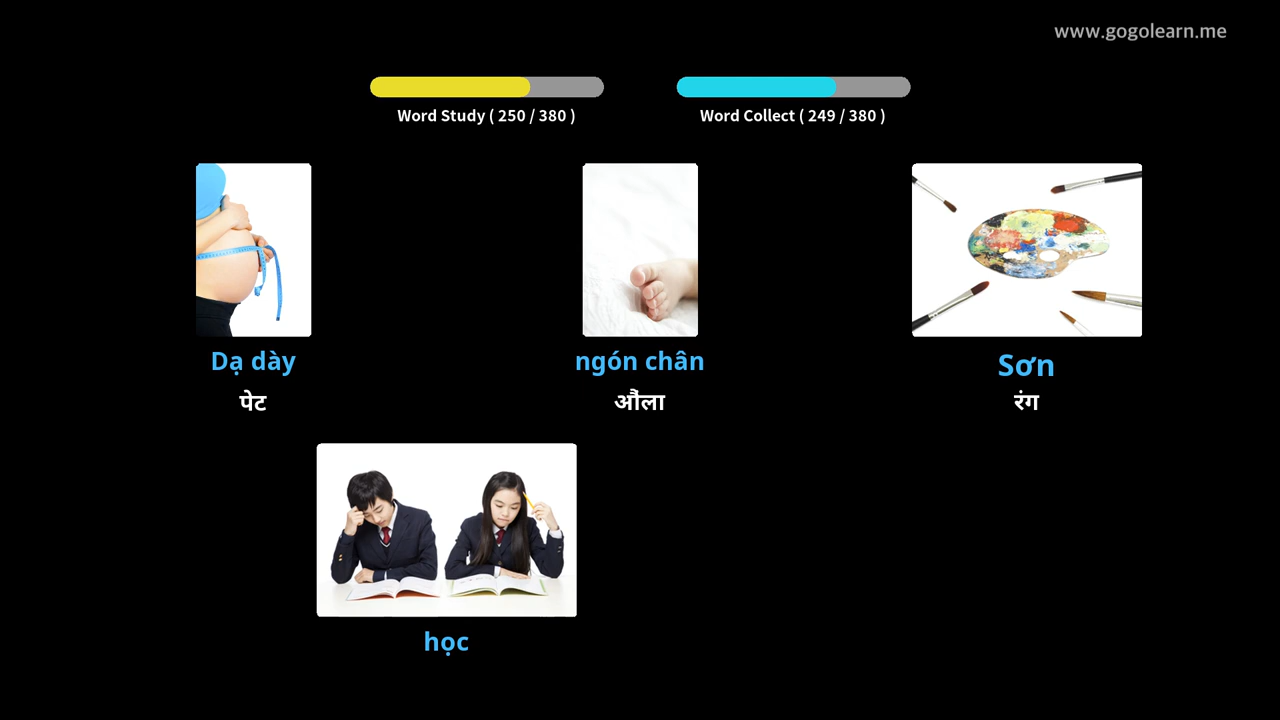 www.gogolearn.me
Word Study ( 250 / 380 )
Word Collect ( 249 / 380 )
Dạ dày
ngón chân
Sơn
पेट
औंला
रंग
học